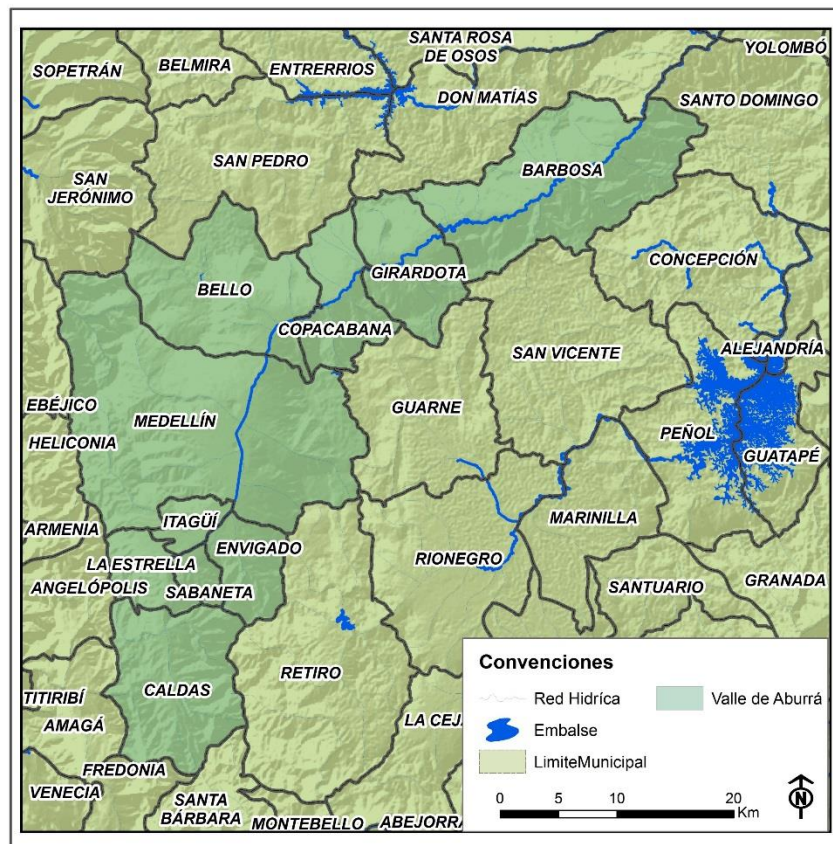 SANTA ROSA
DE OSOS
YOLOMBÓ
BELMIRA
SOPETRÁN
ENTRERRIOS
DON MATÍAS
SANTO DOMINGO
SAN PEDRO
BARBOSA
SAN
JERÓNIMO
CONCEPCIÓN
GIRARDOTA
BELLO
COPACABANA
ALEJANDRÍA
SAN VICENTE
EBÉJICO
GUARNE
MEDELLÍN
PEÑOL
HELICONIA
GUATAPÉ
ITAGÜÍ
MARINILLA
ARMENIA
ENVIGADO
LA ESTRELLA
RIONEGRO
ANGELÓPOLIS
SABANETA
SANTUARIO
GRANADA
RETIRO
CALDAS
TITIRIBÍ
AMAGÁ
LA CEJ
FREDONIA
VENECIA
SANTA
BÁRBARA
MONTEBELLO
ABEJORRA
Convenciones
Red Hidríca
Valle de Aburrá
Embalse
LimiteMunicipal
0 5 10 20
Km
N